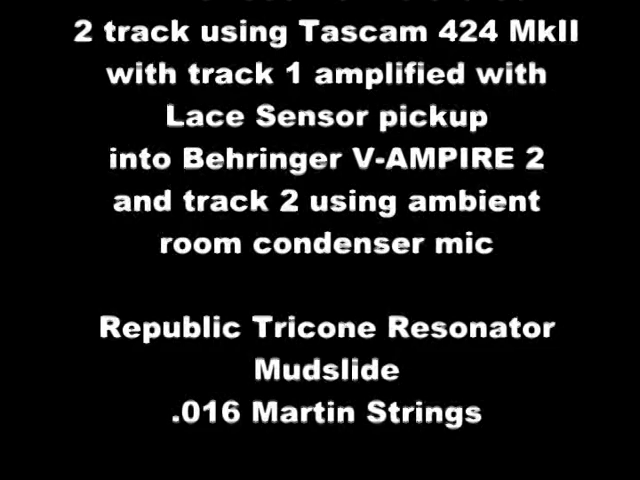 2 track using Tascam 424 MkII
with track 1 amplified with
Lace Sensor pickup
into Behringer V-AMPIRE 2
and track 2 using ambient
room condenser mic
Republic Tricone Resonator
Mudslide
.016 Martin Strings